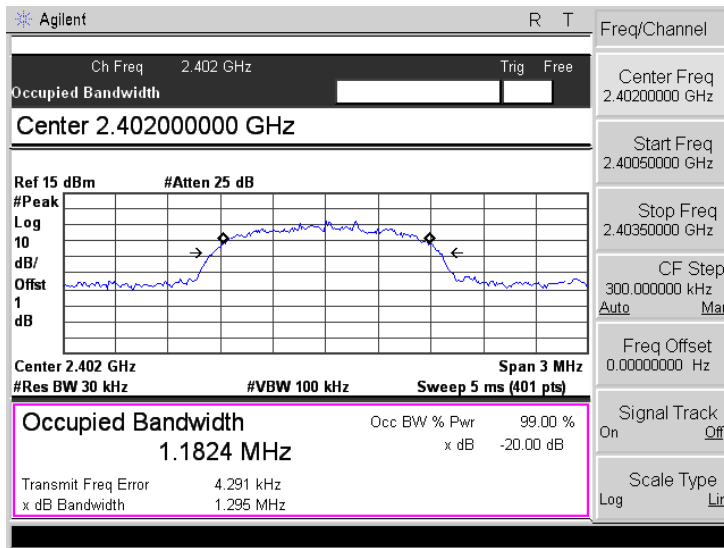 Agilent R T
Freq/Channel
Ch Freq 2.402 GHz Trig Free
Occupied Bandwidth
Center 2.402000000 GHz
Ref 15 dBm #Atten 25 dB
#Peak
Log
10
dB/
Offst
1
dB
Center 2.402 GHz Span 3 MHz
#Res BW 30 kHz #VBW 100 kHz Sweep 5 ms (401 pts)
Occupied Bandwidth Occ BW % Pwr 99.00 %
1.1824 MHz x dB -20.00 dB
Transmit Freq Error 4.291 kHz
x dB Bandwidth 1.295 MHz
Center Freq
2.40200000 GHz
Start Freq
2.40050000 GHz
Stop Freq
2.40350000 GHz
CF Step
300.000000 kHz
Auto Mar
Freq Offset
0.00000000 Hz
Signal Track
On Off
Scale Type
Log Lin